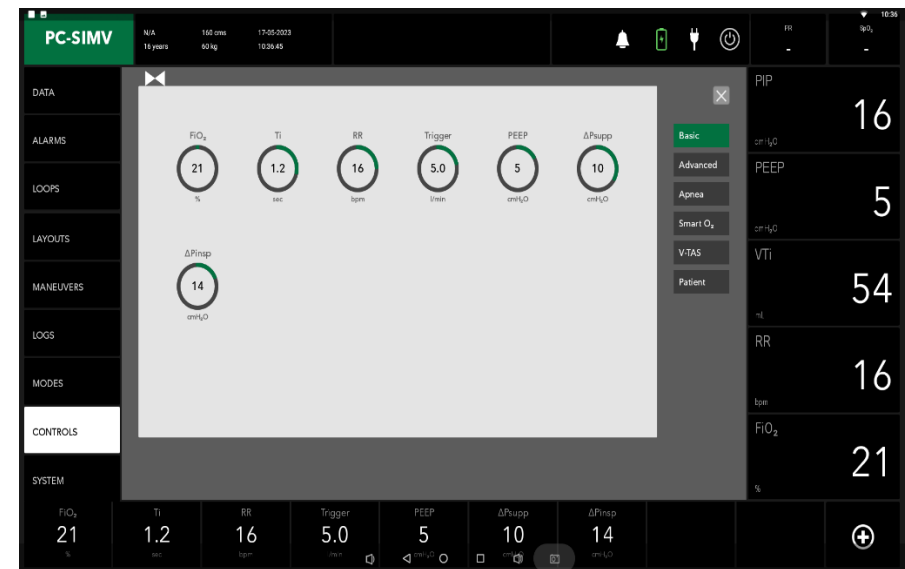 PC-SIMV
N/A 160 cms 17-05-2023
16 years 60 kg 10:36:45
10:36
PR
-
SpO₂
-
DATA
ALARMS
LOOPS
LAYOUTS
MANEUVERS
LOGS
MODES
CONTROLS
SYSTEM
FiO₂ Ti RR Trigger PEEP ΔPsupp
21 1.2 16 5.0 5 10
% sec bpm l/min cmH₂O cmH₂O
ΔPinsp
14
cmH₂O
Basic
Advanced
Apnea
Smart O₂
V-TAS
Patient
PIP
16
cmH₂O
PEEP
5
cmH₂O
VTi
54
ml
RR
16
bpm
FiO₂
21
%
FiO₂ Ti RR Trigger PEEP ΔPsupp ΔPinsp
21 1.2 16 5.0 5 10 14
% sec bpm l/min cmH₂O cmH₂O cmH₂O